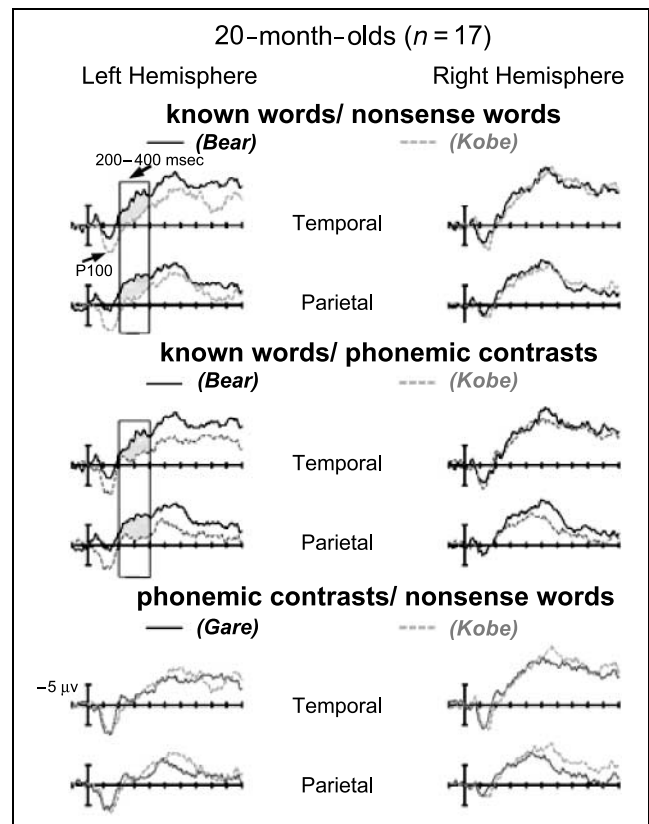 20-month-olds (n = 17)
Left Hemisphere Right Hemisphere
known words/ nonsense words
(Bear) (Kobe)
200-400 msec
Temporal
P100
Parietal
known words/ phonemic contrasts
(Bear) (Kobe)
Temporal
Parietal
phonemic contrasts/ nonsense words
(Gare) (Kobe)
-5 μv
Temporal
Parietal